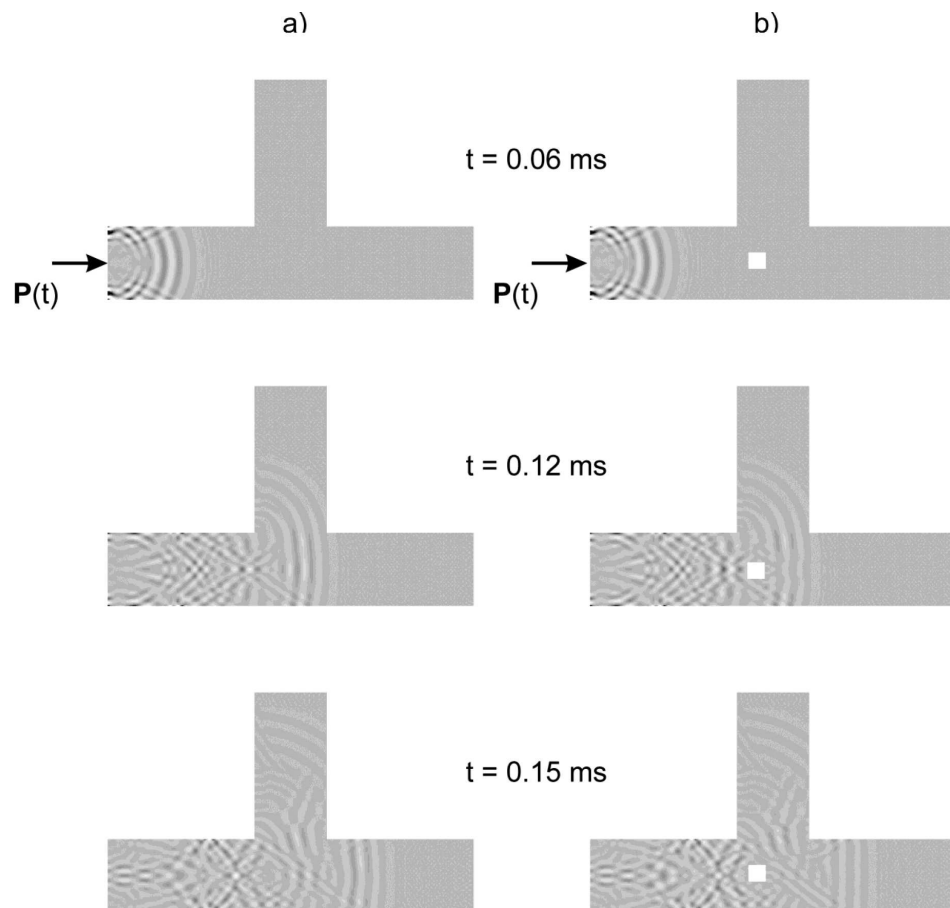 a) b)
t = 0.06 ms
P(t) P(t)
t = 0.12 ms
t = 0.15 ms